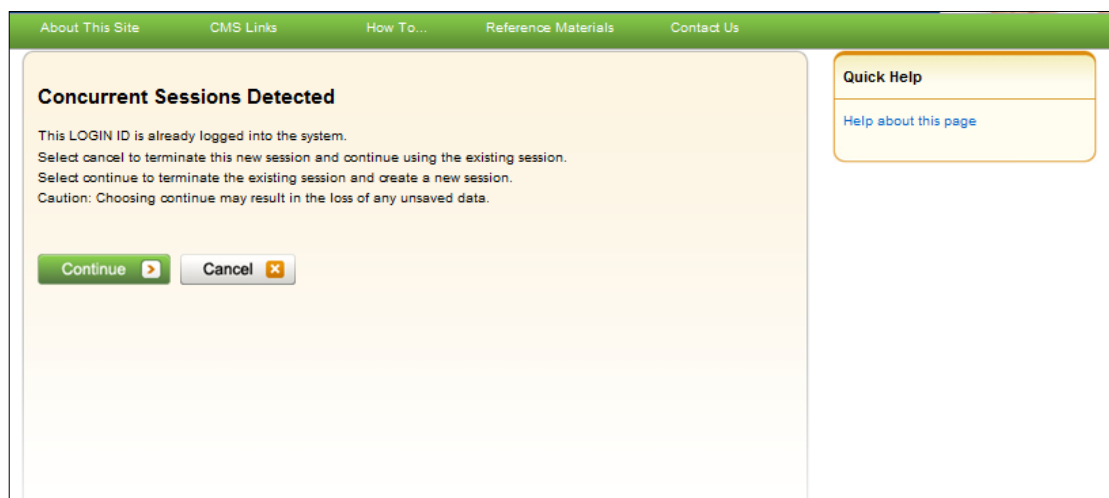 About This Site CMS Links How To... Reference Materials Contact Us
Concurrent Sessions Detected
This LOGIN ID is already logged into the system.
Select cancel to terminate this new session and continue using the existing session.
Select continue to terminate the existing session and create a new session.
Caution: Choosing continue may result in the loss of any unsaved data.
Continue Cancel
Quick Help
Help about this page